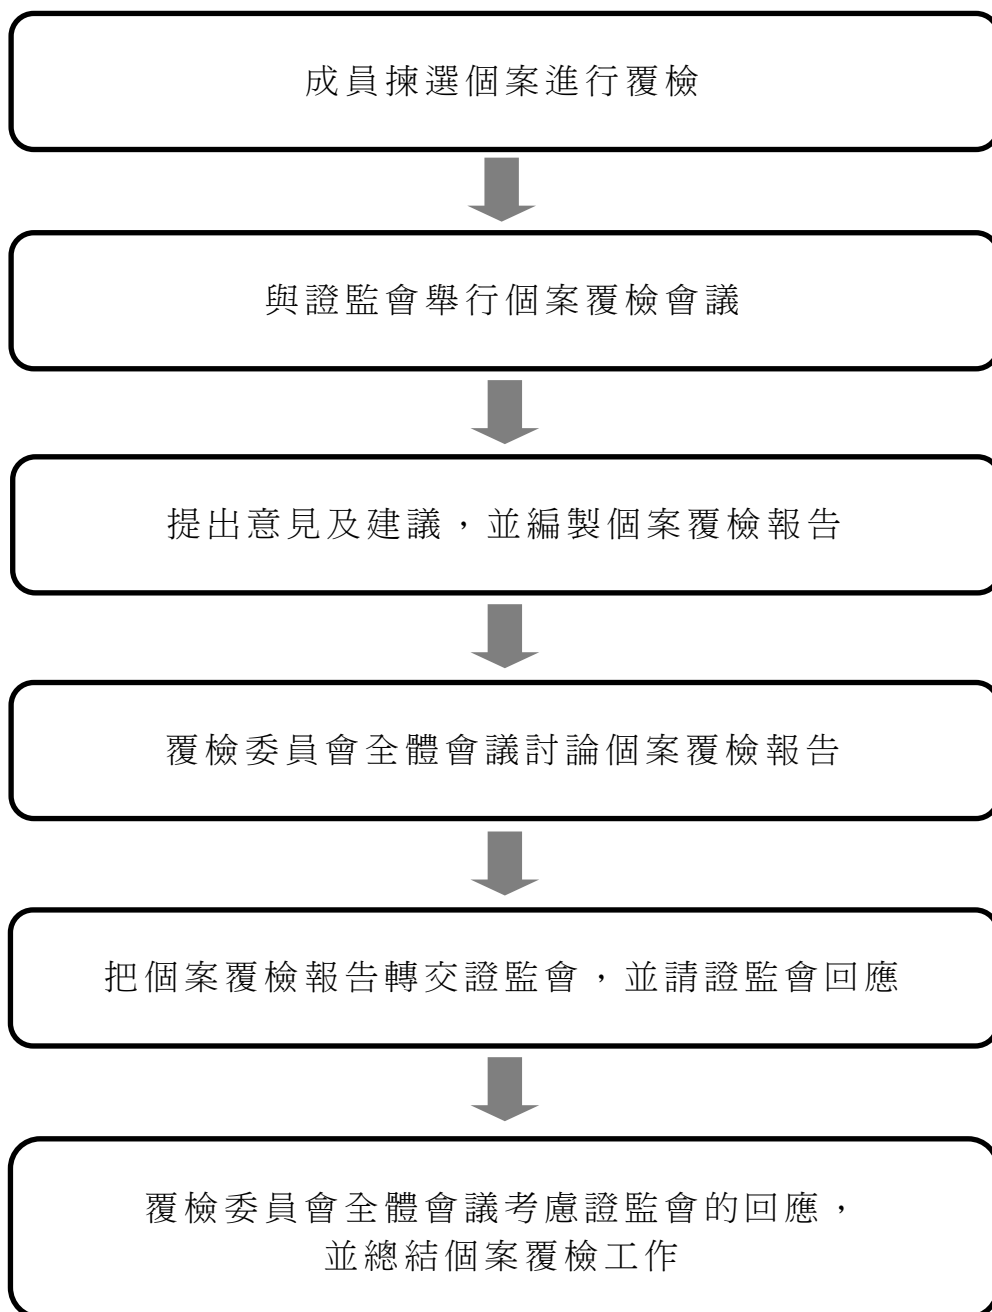 成員揀選個案進行覆檢
與證監會舉行個案覆檢會議
提出意見及建議，並編製個案覆檢報告
覆檢委員會全體會議討論個案覆檢報告
把個案覆檢報告轉交證監會，並請證監會回應
覆檢委員會全體會議考慮證監會的回應，
並總結個案覆檢工作